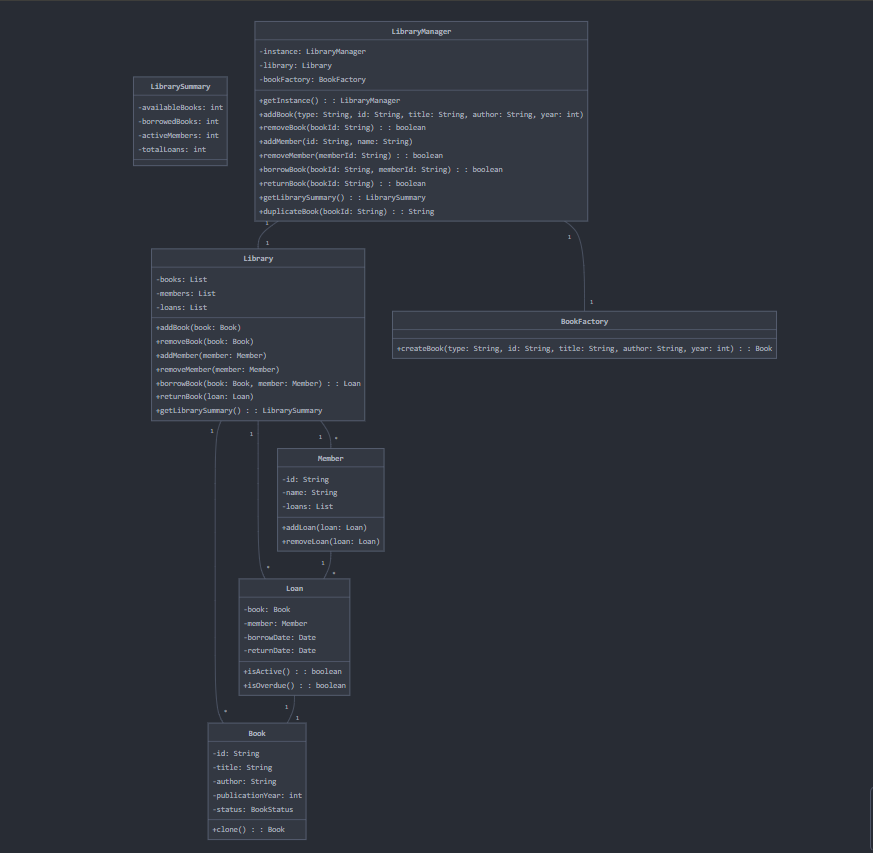 LibraryManager
-instance: LibraryManager
-library: Library
-bookFactory: BookFactory
+getInstance() : : LibraryManager
+addBook(type: String, id: String, title: String, author: String, year: int)
+removeBook(bookId: String) : : boolean
+addMember(id: String, name: String)
+removeMember(memberId: String) : : boolean
+borrowBook(bookId: String, memberId: String) : : boolean
+returnBook(bookId: String) : : boolean
+getLibrarySummary() : : LibrarySummary
+duplicateBook(bookId: String) : : String
LibrarySummary
-availableBooks: int
-borrowedBooks: int
-activeMembers: int
-totalLoans: int
1
1
1
1
Library
-books: List
-members: List
-loans: List
+addBook(book: Book)
+removeBook(book: Book)
+addMember(member: Member)
+removeMember(member: Member)
+borrowBook(book: Book, member: Member) : : Loan
+returnBook(loan: Loan)
+getLibrarySummary() : : LibrarySummary
BookFactory
+createBook(type: String, id: String, title: String, author: String, year: int) : : Book
1
1
1
*
Member
-id: String
-name: String
-loans: List
+addLoan(loan: Loan)
+removeLoan(loan: Loan)
1
*
*
Loan
-book: Book
-member: Member
-borrowDate: Date
-returnDate: Date
+isActive() : : boolean
+isOverdue() : : boolean
*
1
1
Book
-id: String
-title: String
-author: String
-publicationYear: int
-status: BookStatus
+clone() : : Book